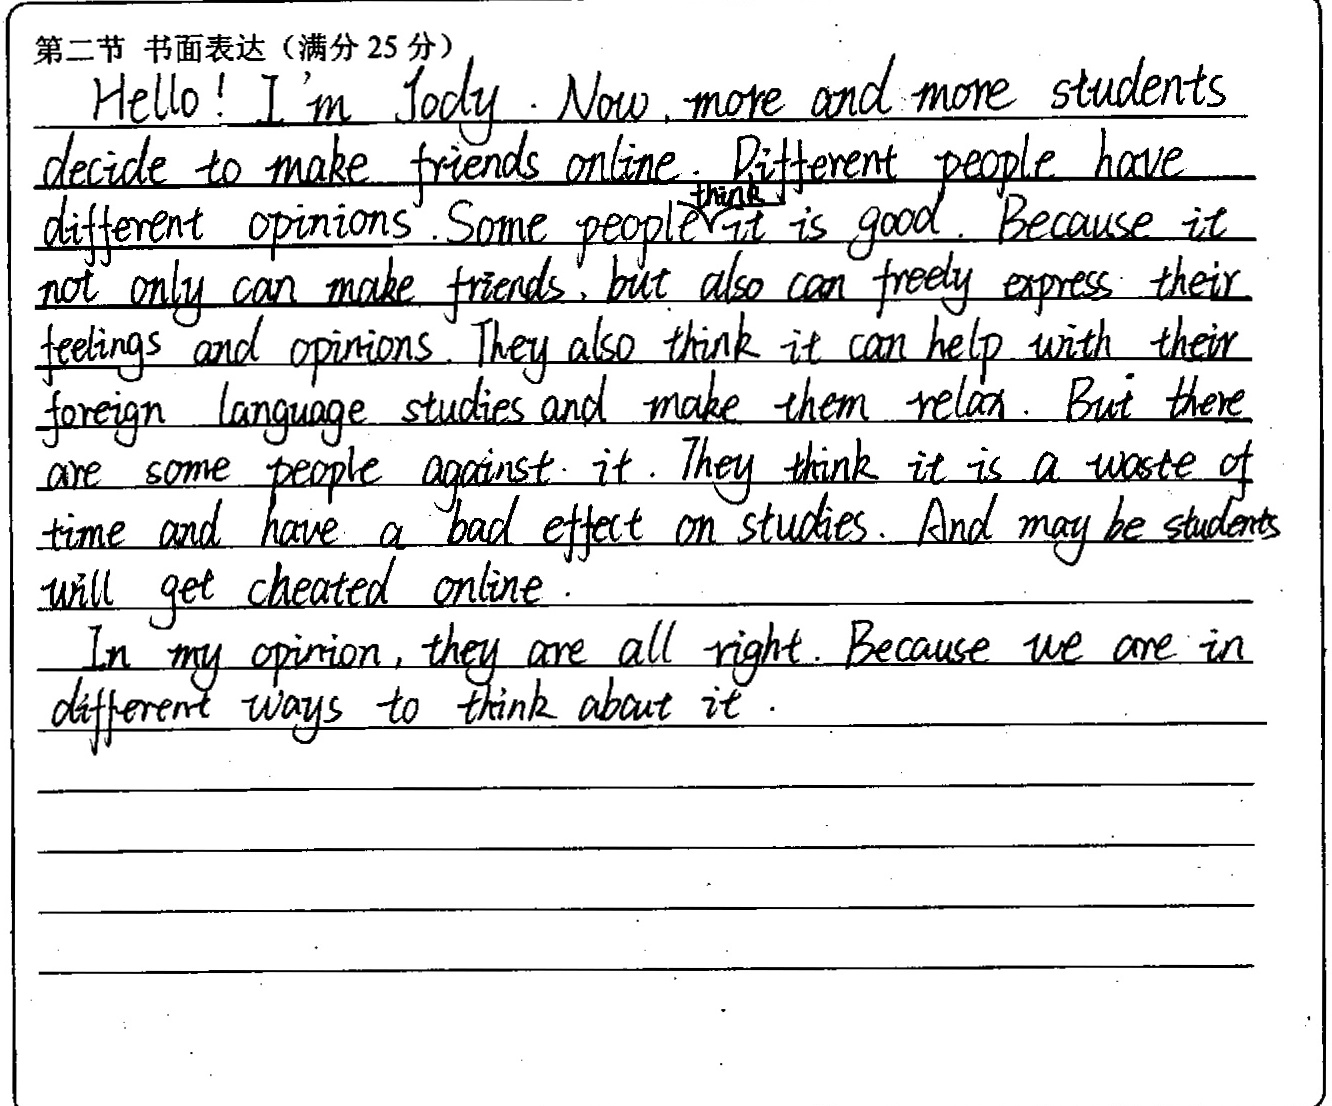 第二节 书面表达（满分 25 分）
Hello! I'm Jody. Now, more and more students
decide to make friends online. Different people have
different opinions. Some people think it is good. Because it
not only can make friends, but also can freely express their
feelings and opinions. They also think it can help with their
foreign language studies and make them relax. But there
are some people against it. They think it is a waste of
time and have a bad effect on studies. And may be students
will get cheated online.
In my opinion, they are all right. Because we are in
different ways to think about it.